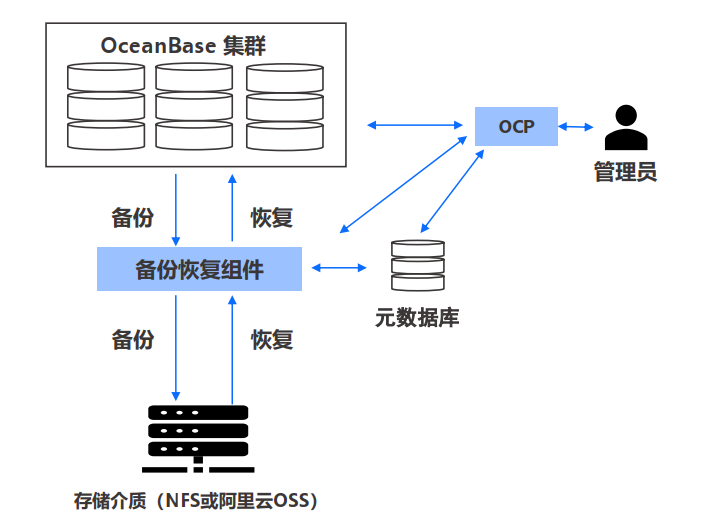 OceanBase 集群
OCP
管理员
备份
恢复
备份恢复组件
元数据库
备份
恢复
存储介质（NFS或阿里云OSS）